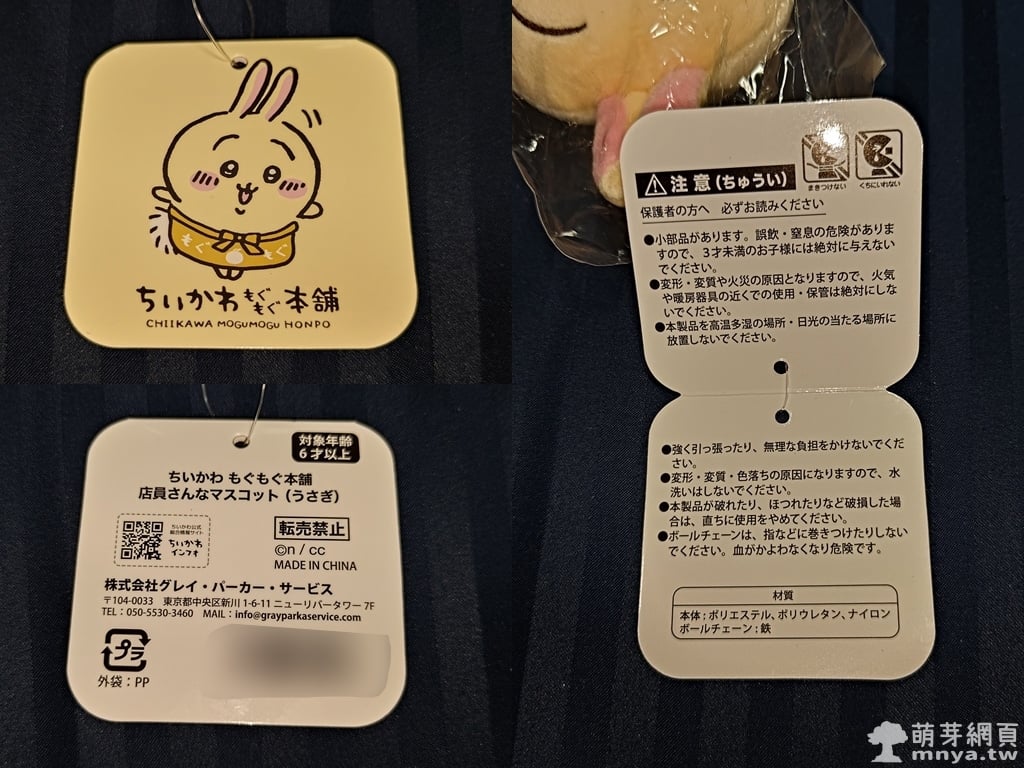 もぐ もぐ
ちいかわ もぐもぐ 本舗
CHIIKAWA MOGUMOGU HONPO
対象年齢
6才以上
ちいかわ もぐもぐ本舗
店員さんなマスコット（うさぎ）
ちいかわ公式
総合情報サイト
ちいかわ
インフォ
転売禁止
©n / cc
MADE IN CHINA
株式会社グレイ・パーカー・サービス
〒104-0033 東京都中央区新川 1-6-11 ニューリバータワー 7F
TEL：050-5530-3460 MAIL：info@grayparkaservice.com
プラ
外袋：PP
まきつけない
くちにいれない
注意（ちゅうい）
保護者の方へ 必ずお読みください
●小部品があります。誤飲・窒息の危険がありま
すので、3才未満のお子様には絶対に与えない
でください。
●変形・変質や火災の原因となりますので、火気
や暖房器具の近くでの使用・保管は絶対にしな
いでください。
●本製品を高温多湿の場所・日光の当たる場所に
放置しないでください。
●強く引っ張ったり、無理な負担をかけないでくだ
さい。
●変形・変質・色落ちの原因になりますので、水
洗いはしないでください。
●本製品が破れたり、ほつれたりなど破損した場
合は、直ちに使用をやめてください。
●ボールチェーンは、指などに巻きつけたりしない
でください。血がかよわなくなり危険です。
材質
本体：ポリエステル、ポリウレタン、ナイロン
ボールチェーン：鉄
萌芽網頁
mnya.tw